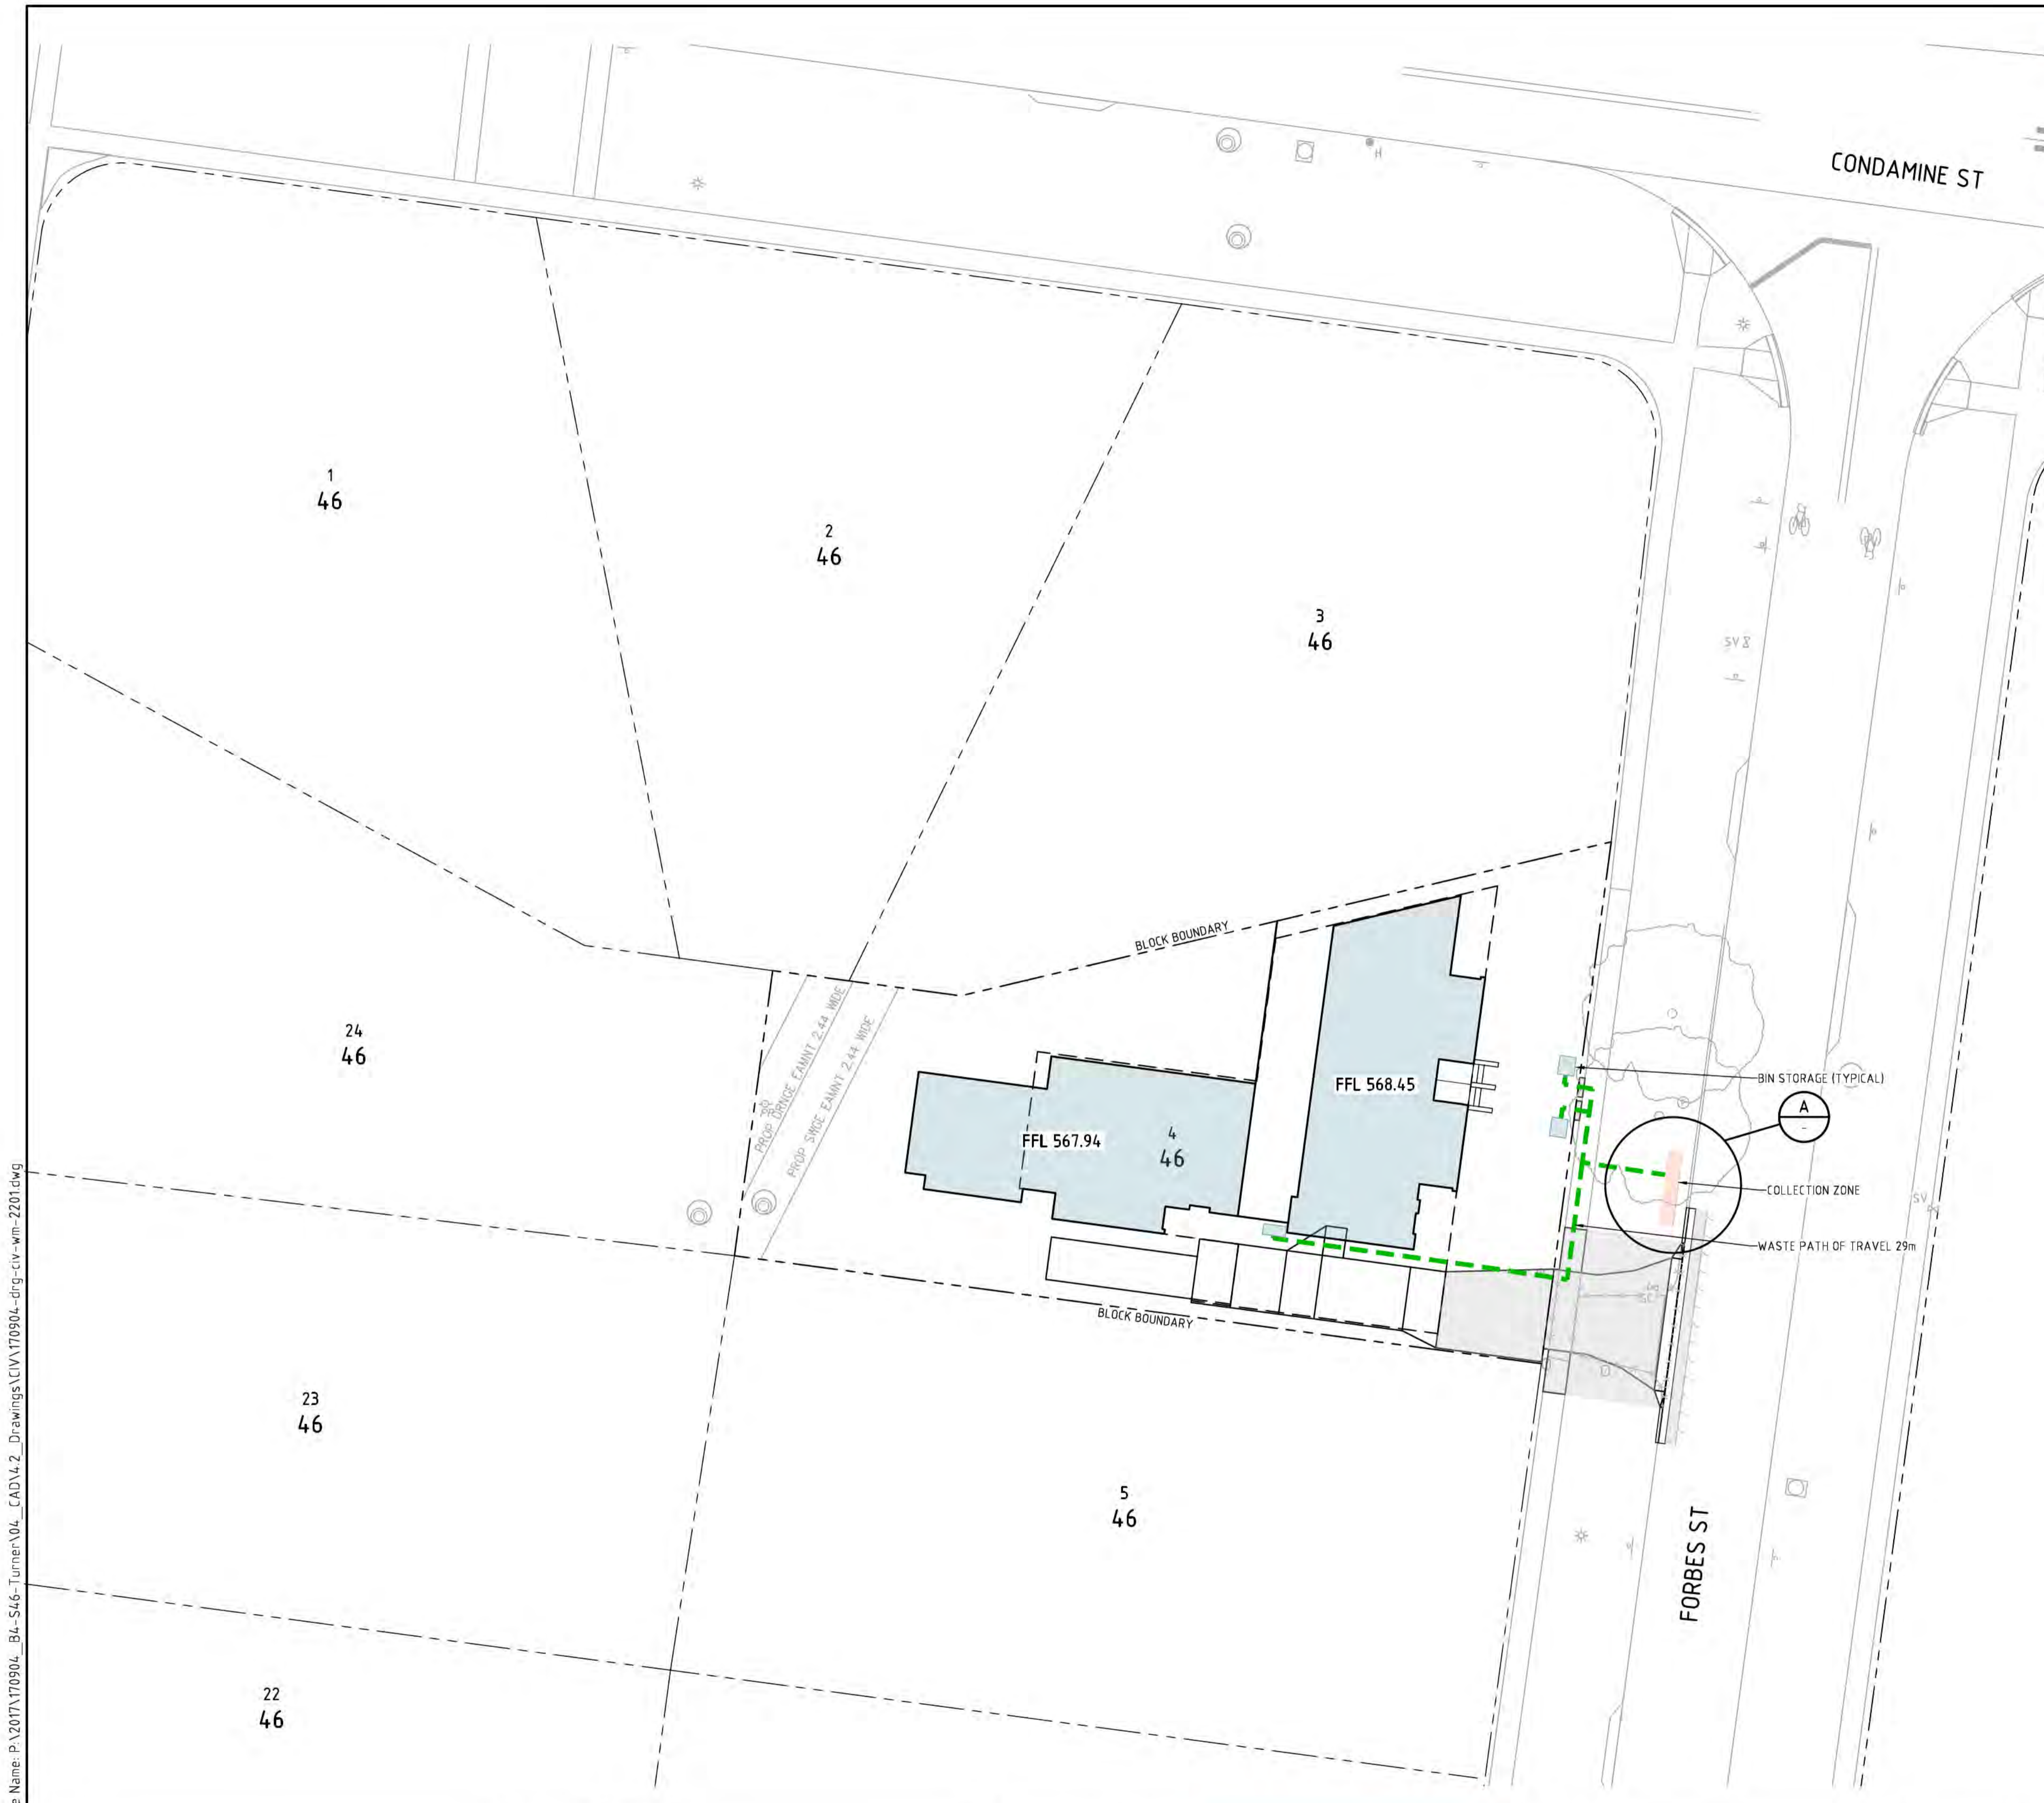 CONDAMINE ST
H
1
46
2
46
3
46
SV
BLOCK BOUNDARY
24
46
PROP DRNGE EAMNT 2.44 WIDE
PROP SWGE EAMNT 2.44 WIDE
FFL 568.45
FFL 567.94
4
46
BIN STORAGE (TYPICAL)
A
-
COLLECTION ZONE
SV
WASTE PATH OF TRAVEL 29m
BLOCK BOUNDARY
23
46
5
46
FORBES ST
22
46
e Name: P:\2017\170904_B4-S46-Turner\04_CAD\4.2_Drawings\CIV\170904-drg-civ-wm-2201.dwg